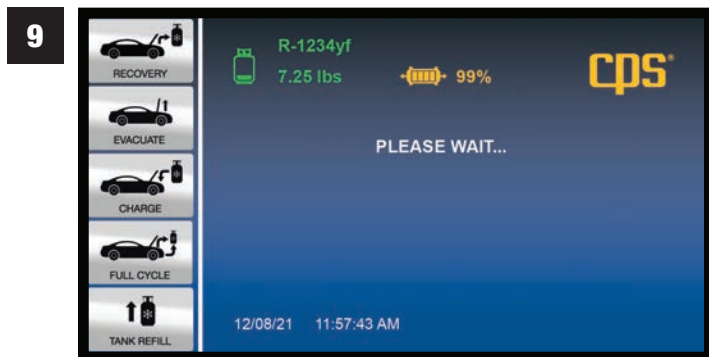 9
RECOVERY
EVACUATE
CHARGE
FULL CYCLE
TANK REFILL
R-1234yf
7.25 lbs
99%
cps®
PLEASE WAIT...
12/08/21 11:57:43 AM